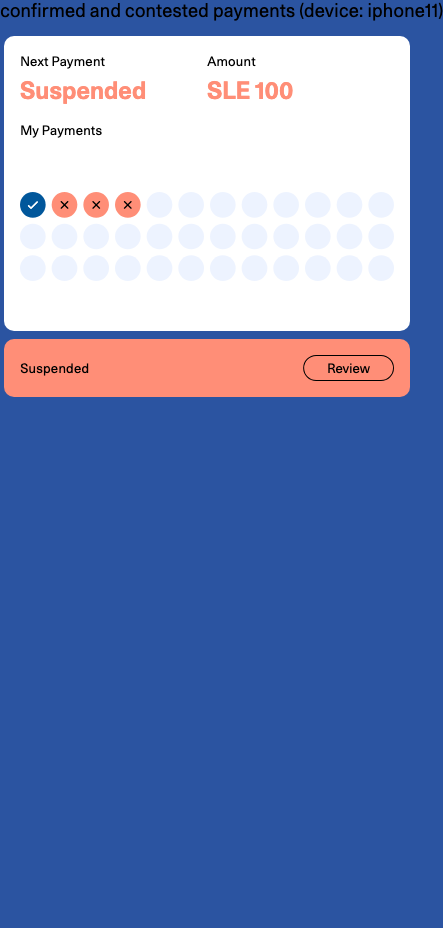 confirmed and contested payments (device: iphone11)
Next Payment Amount
Suspended SLE 100
My Payments
Suspended Review